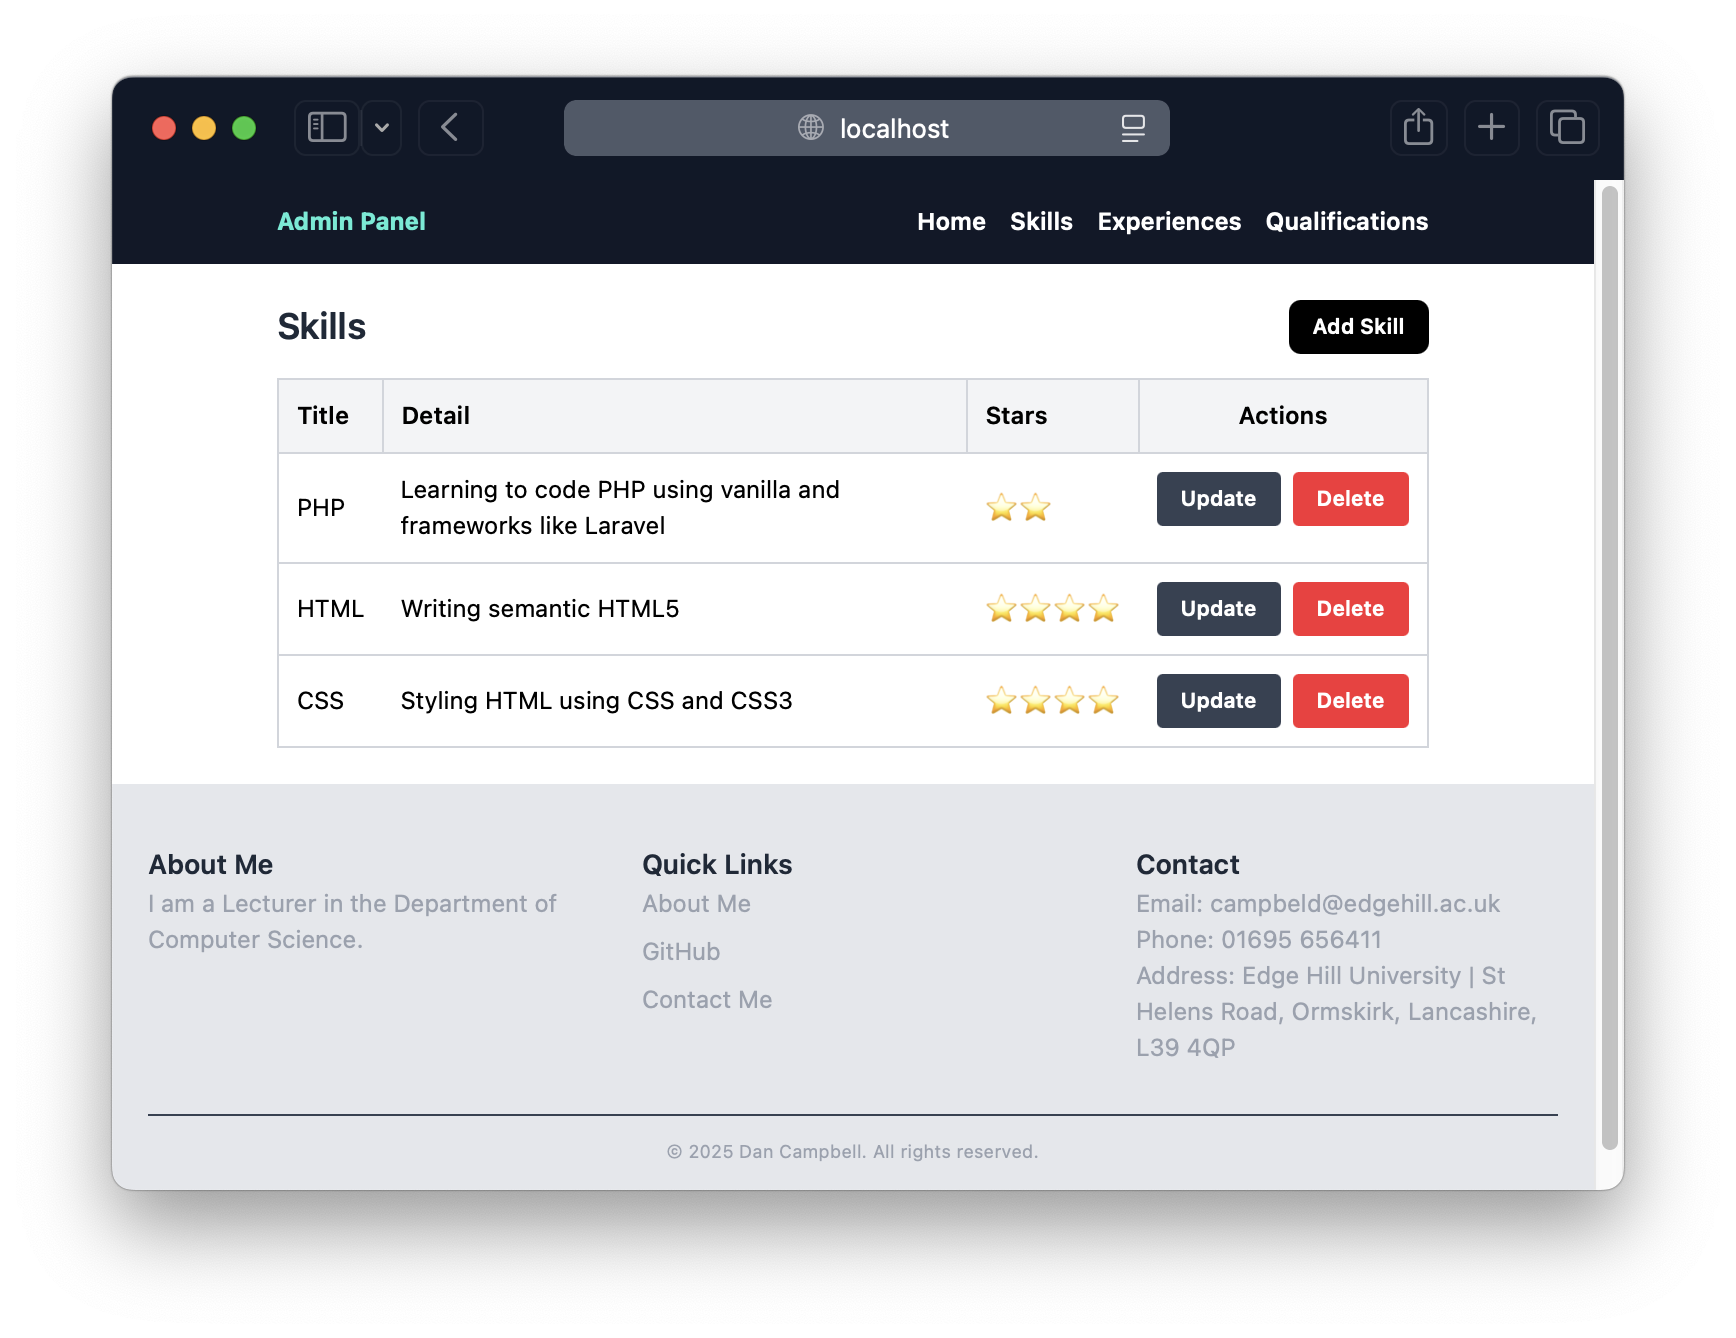 localhost
Admin Panel
Home Skills Experiences Qualifications
Skills
Add Skill
Title Detail Stars Actions
PHP
Learning to code PHP using vanilla and
frameworks like Laravel
⭐⭐
Update Delete
HTML Writing semantic HTML5 ⭐⭐⭐⭐ Update Delete
CSS Styling HTML using CSS and CSS3 ⭐⭐⭐⭐ Update Delete
About Me
I am a Lecturer in the Department of
Computer Science.
Quick Links
About Me
GitHub
Contact Me
Contact
Email: campbeld@edgehill.ac.uk
Phone: 01695 656411
Address: Edge Hill University | St
Helens Road, Ormskirk, Lancashire,
L39 4QP
© 2025 Dan Campbell. All rights reserved.